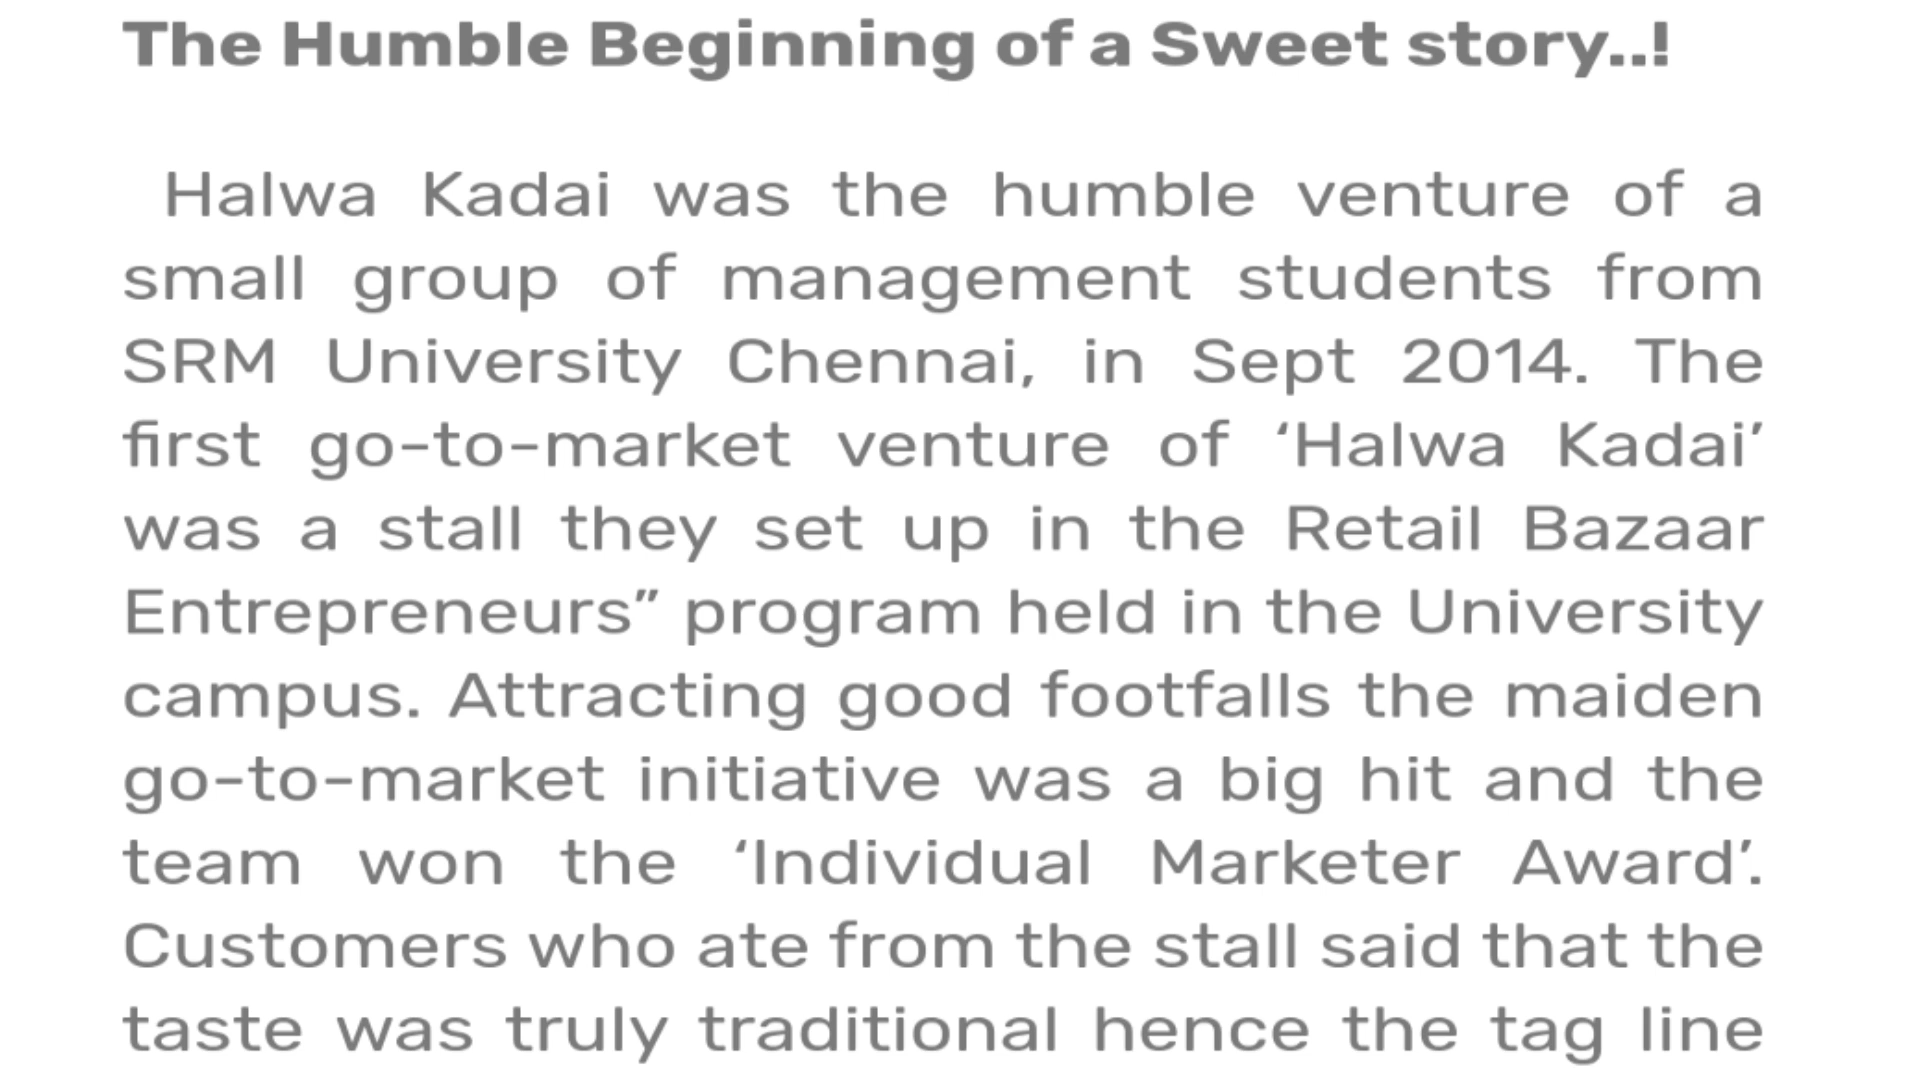 The Humble Beginning of a Sweet story..!
Halwa Kadai was the humble venture of a
small group of management students from
SRM University Chennai, in Sept 2014. The
first go-to-market venture of ‘Halwa Kadai’
was a stall they set up in the Retail Bazaar
Entrepreneurs” program held in the University
campus. Attracting good footfalls the maiden
go-to-market initiative was a big hit and the
team won the ‘Individual Marketer Award’.
Customers who ate from the stall said that the
taste was truly traditional hence the tag line